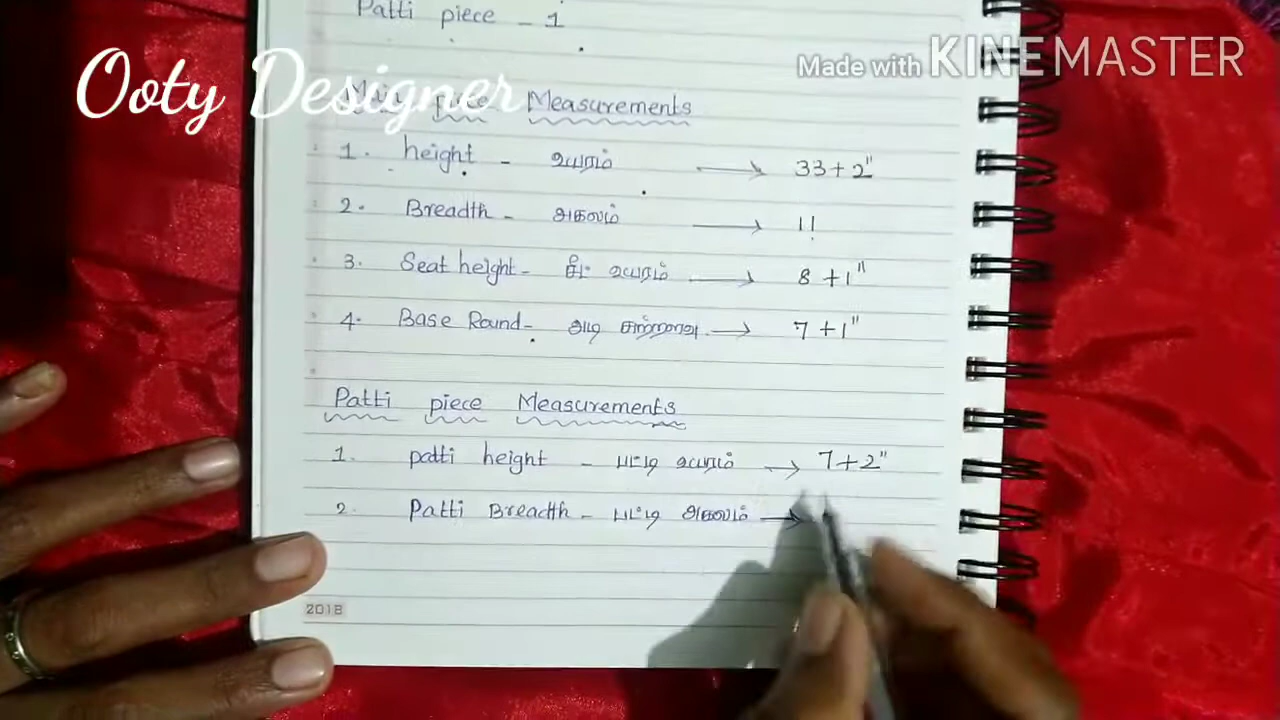 Patti piece - 1
Ooty Designer
Made with KINEMASTER
Main piece Measurements
1. height - உயரம் → 33 + 2"
2. Breadth - அகலம் → 11
3. Seat height - சீட் உயரம் → 8 + 1"
4. Base Round - அடி சுற்றளவு → 7 + 1"
Patti piece Measurements
1. patti height - பட்டி உயரம் → 7 + 2"
2. Patti Breadth - பட்டி அகலம் →
2018